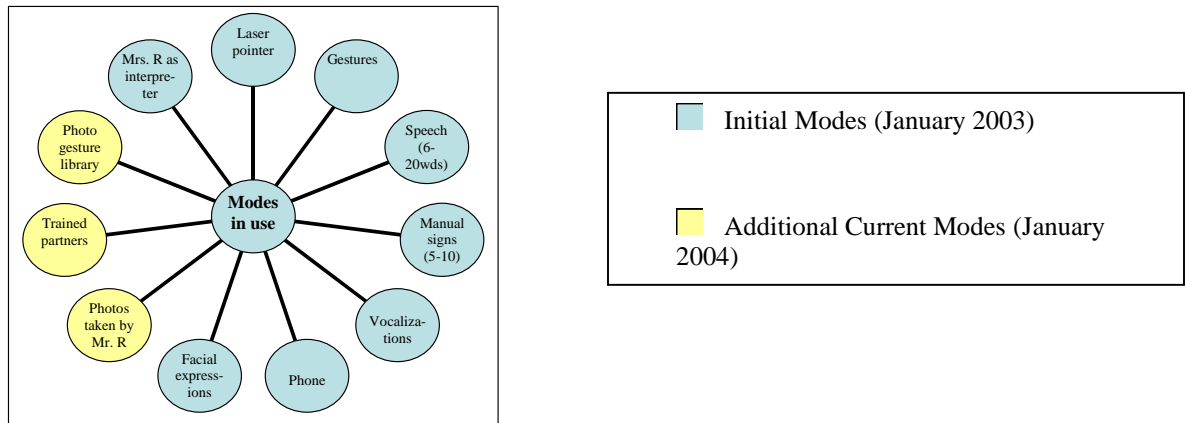 Laser
pointer
Gestures
Speech
(6-
20wds)
Manual
signs
(5-10)
Vocaliza-
tions
Phone
Facial
express-
ions
Photos
taken by
Mr. R
Trained
partners
Photo
gesture
library
Mrs. R as
interpre-
ter
Modes
in use
Initial Modes (January 2003)
Additional Current Modes (January
2004)